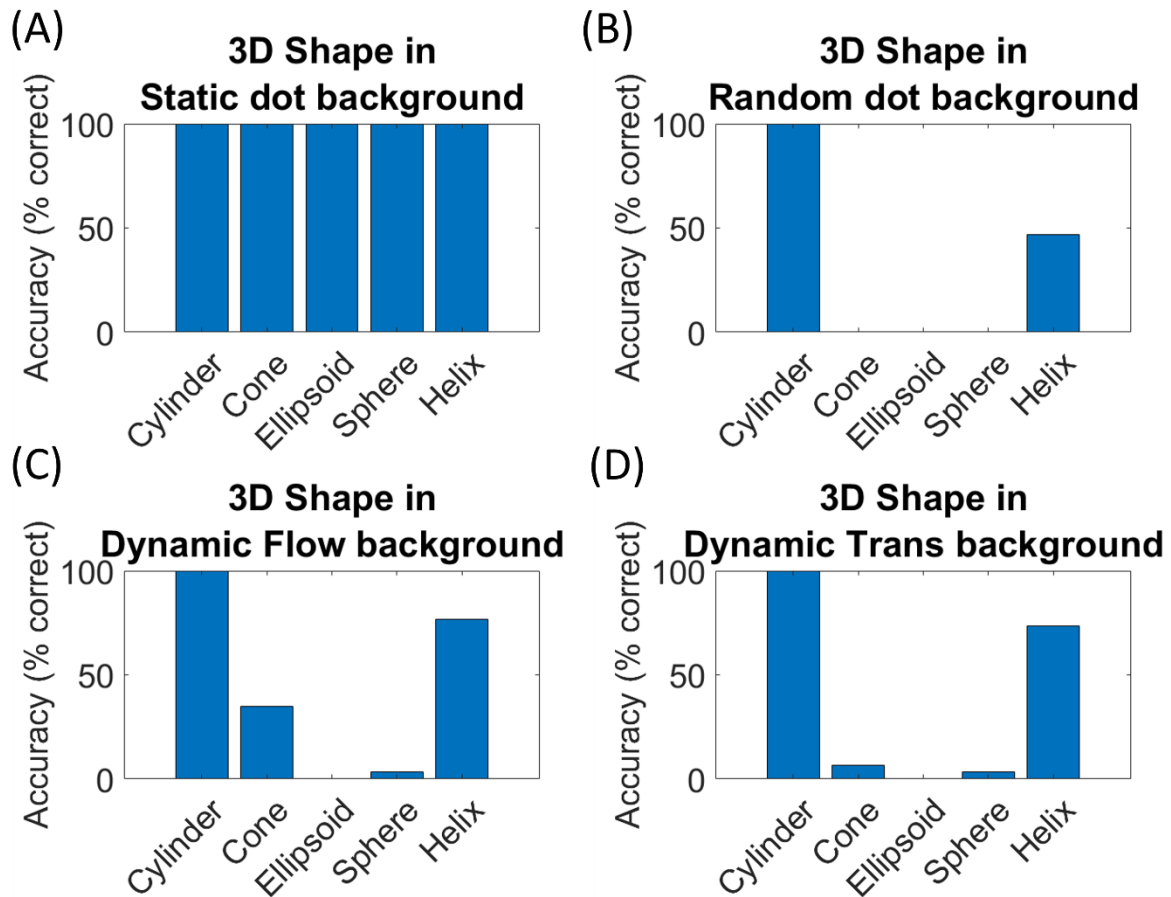 (A)
3D Shape in
Static dot background
Accuracy (% correct)
100
50
0
Cylinder
Cone
Ellipsoid
Sphere
Helix
(B)
3D Shape in
Random dot background
Accuracy (% correct)
100
50
0
Cylinder
Cone
Ellipsoid
Sphere
Helix
(C)
3D Shape in
Dynamic Flow background
Accuracy (% correct)
100
50
0
Cylinder
Cone
Ellipsoid
Sphere
Helix
(D)
3D Shape in
Dynamic Trans background
Accuracy (% correct)
100
50
0
Cylinder
Cone
Ellipsoid
Sphere
Helix